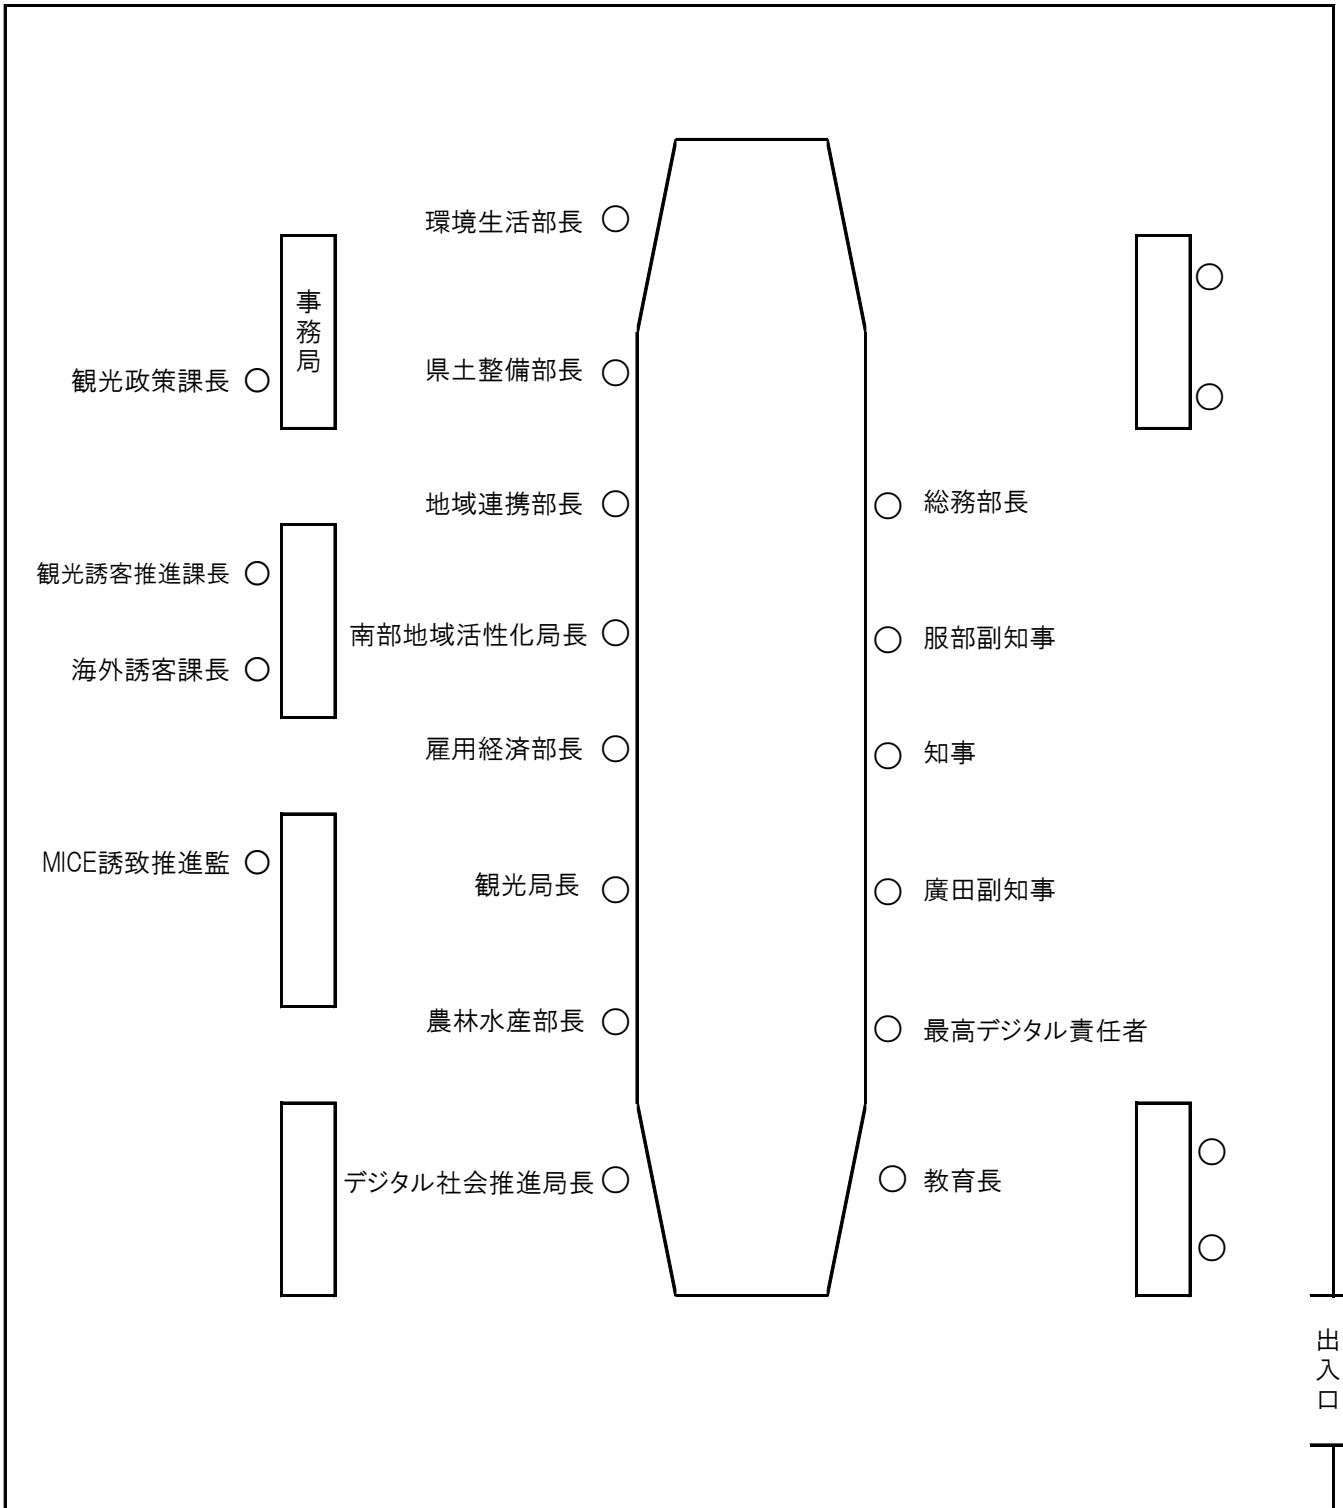 環境生活部長
事務局
県土整備部長
観光政策課長
地域連携部長
総務部長
観光誘客推進課長
南部地域活性化局長
服部副知事
海外誘客課長
雇用経済部長
知事
MICE誘致推進監
観光局長
廣田副知事
農林水産部長
最高デジタル責任者
デジタル社会推進局長
教育長
出入口